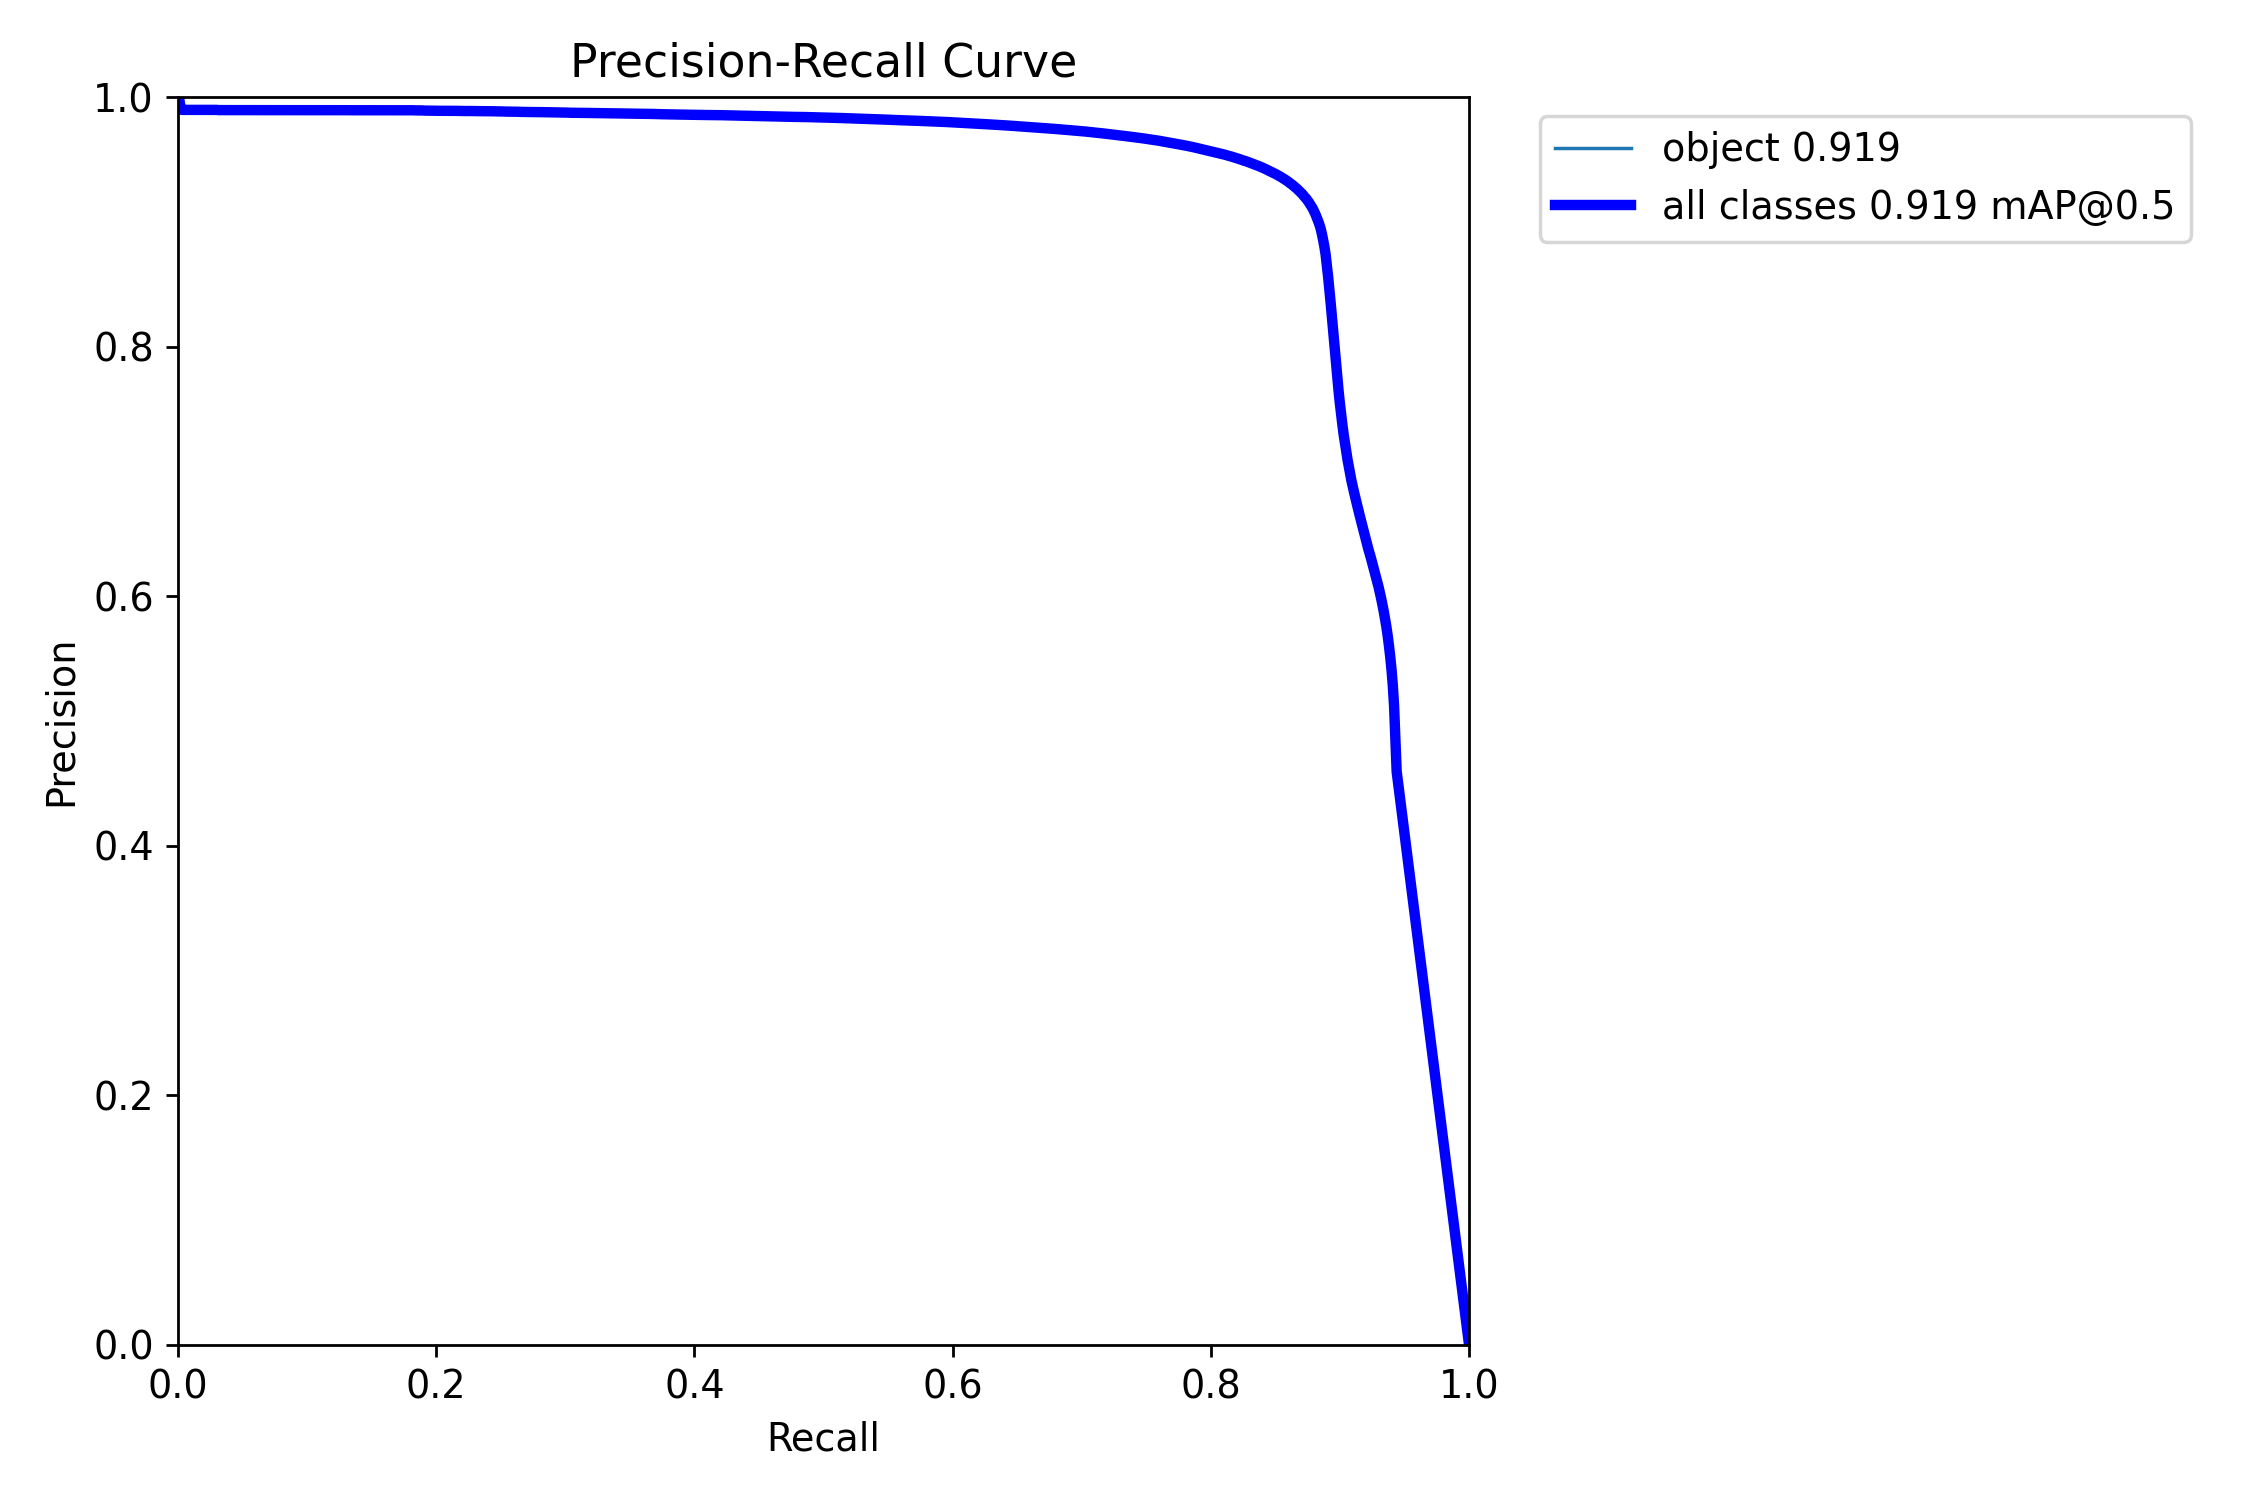 Precision-Recall Curve
1.0
0.8
0.6
0.4
0.2
0.0
Precision
0.0 0.2 0.4 0.6 0.8 1.0
Recall
object 0.919
all classes 0.919 mAP@0.5